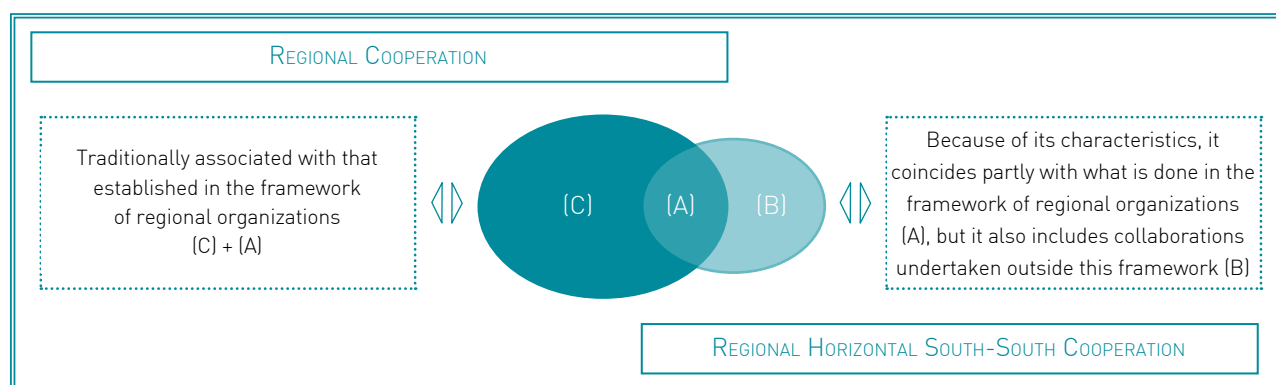 Regional Cooperation
Traditionally associated with that
established in the framework
of regional organizations
(C) + (A)
(C)
(A)
(B)
Because of its characteristics, it
coincides partly with what is done in the
framework of regional organizations
(A), but it also includes collaborations
undertaken outside this framework (B)
Regional Horizontal South-South Cooperation